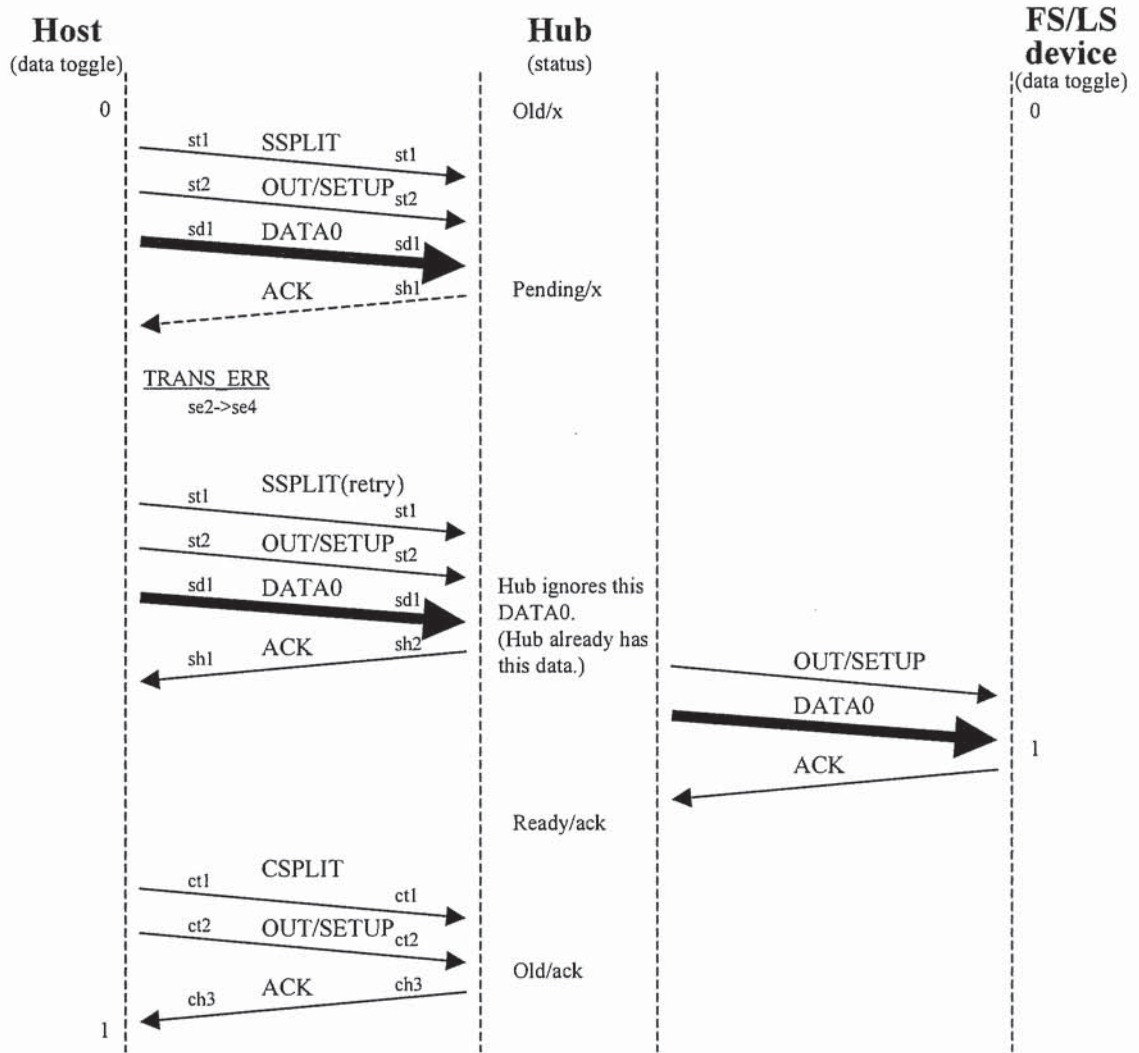 Host
(data toggle)
Hub
(status)
FS/LS
device
(data toggle)
0
Old/x
0
st1 SSPLIT st1
st2 OUT/SETUP st2
sd1 DATA0 sd1
ACK sh1
Pending/x
TRANS_ERR
se2->se4
st1 SSPLIT(retry) st1
st2 OUT/SETUP st2
sd1 DATA0 sd1
Hub ignores this
DATA0.
(Hub already has
this data.)
sh1 ACK sh2
OUT/SETUP
DATA0
1
ACK
Ready/ack
ct1 CSPLIT ct1
ct2 OUT/SETUP ct2
Old/ack
ch3 ACK ch3
1